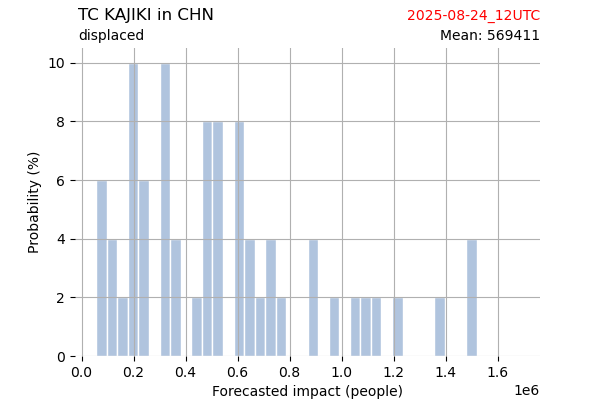 TC KAJIKI in CHN
2025-08-24_12UTC
displaced
Mean: 569411
Probability (%)
10
8
6
4
2
0
0.0 0.2 0.4 0.6 0.8 1.0 1.2 1.4 1.6
1e6
Forecasted impact (people)